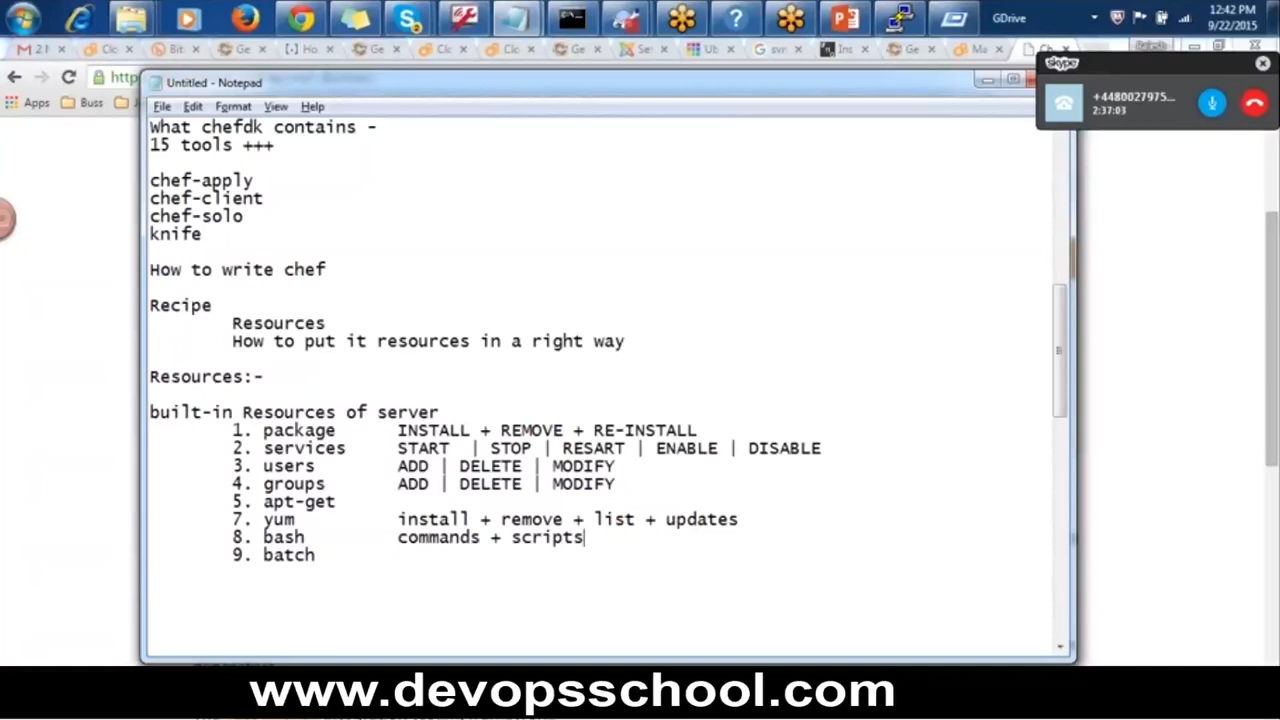 GDrive
12:42 PM
9/22/2015
https
Apps Buss
skype
+4480027975...
2:37:03
Untitled - Notepad
File Edit Format View Help
What chefdk contains -
15 tools +++
chef-apply
chef-client
chef-solo
knife
How to write chef
Recipe
Resources
How to put it resources in a right way
Resources:-
built-in Resources of server
1. package INSTALL + REMOVE + RE-INSTALL
2. services START | STOP | RESART | ENABLE | DISABLE
3. users ADD | DELETE | MODIFY
4. groups ADD | DELETE | MODIFY
5. apt-get
7. yum install + remove + list + updates
8. bash commands + scripts
9. batch
www.devopsschool.com